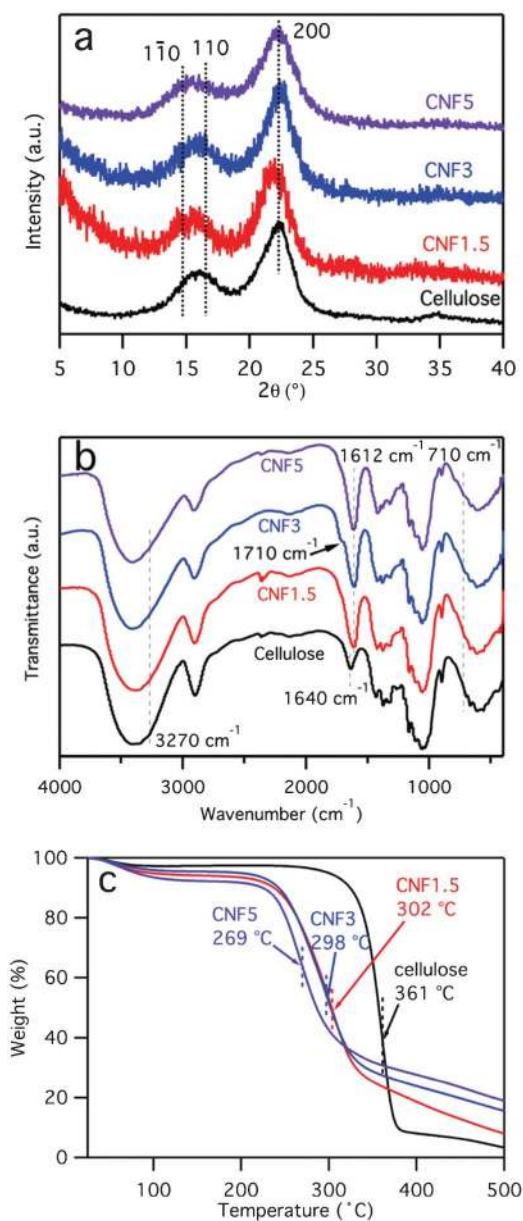 a
1̄10 110 200
CNF5
CNF3
CNF1.5
Cellulose
Intensity (a.u.)
5 10 15 20 25 30 35 40
2θ (°)
b
1612 cm⁻¹ 710 cm⁻¹
CNF5
CNF3
1710 cm⁻¹
CNF1.5
Cellulose
1640 cm⁻¹
3270 cm⁻¹
Transmittance (a.u.)
4000 3000 2000 1000
Wavenumber (cm⁻¹)
c
CNF5
269 °C
CNF3
298 °C
CNF1.5
302 °C
cellulose
361 °C
Weight (%)
100
80
60
40
20
0
100 200 300 400 500
Temperature (°C)